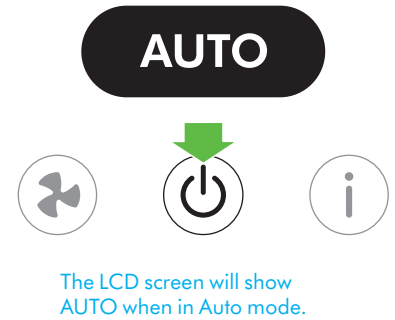 AUTO
i
The LCD screen will show
AUTO when in Auto mode.